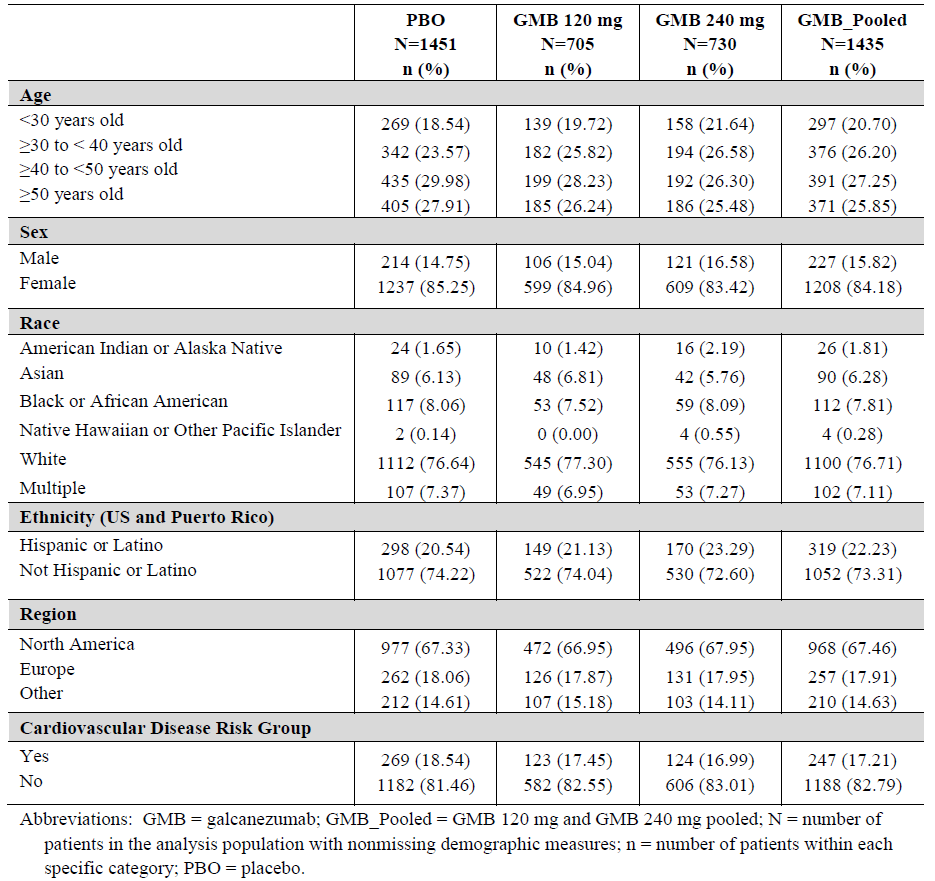 PBO GMB 120 mg GMB 240 mg GMB_Pooled
N=1451 N=705 N=730 N=1435
n (%) n (%) n (%) n (%)
Age
<30 years old 269 (18.54) 139 (19.72) 158 (21.64) 297 (20.70)
≥30 to < 40 years old 342 (23.57) 182 (25.82) 194 (26.58) 376 (26.20)
≥40 to <50 years old 435 (29.98) 199 (28.23) 192 (26.30) 391 (27.25)
≥50 years old 405 (27.91) 185 (26.24) 186 (25.48) 371 (25.85)
Sex
Male 214 (14.75) 106 (15.04) 121 (16.58) 227 (15.82)
Female 1237 (85.25) 599 (84.96) 609 (83.42) 1208 (84.18)
Race
American Indian or Alaska Native 24 (1.65) 10 (1.42) 16 (2.19) 26 (1.81)
Asian 89 (6.13) 48 (6.81) 42 (5.76) 90 (6.28)
Black or African American 117 (8.06) 53 (7.52) 59 (8.09) 112 (7.81)
Native Hawaiian or Other Pacific Islander 2 (0.14) 0 (0.00) 4 (0.55) 4 (0.28)
White 1112 (76.64) 545 (77.30) 555 (76.13) 1100 (76.71)
Multiple 107 (7.37) 49 (6.95) 53 (7.27) 102 (7.11)
Ethnicity (US and Puerto Rico)
Hispanic or Latino 298 (20.54) 149 (21.13) 170 (23.29) 319 (22.23)
Not Hispanic or Latino 1077 (74.22) 522 (74.04) 530 (72.60) 1052 (73.31)
Region
North America 977 (67.33) 472 (66.95) 496 (67.95) 968 (67.46)
Europe 262 (18.06) 126 (17.87) 131 (17.95) 257 (17.91)
Other 212 (14.61) 107 (15.18) 103 (14.11) 210 (14.63)
Cardiovascular Disease Risk Group
Yes 269 (18.54) 123 (17.45) 124 (16.99) 247 (17.21)
No 1182 (81.46) 582 (82.55) 606 (83.01) 1188 (82.79)
Abbreviations: GMB = galcanezumab; GMB_Pooled = GMB 120 mg and GMB 240 mg pooled; N = number of
patients in the analysis population with nonmissing demographic measures; n = number of patients within each
specific category; PBO = placebo.